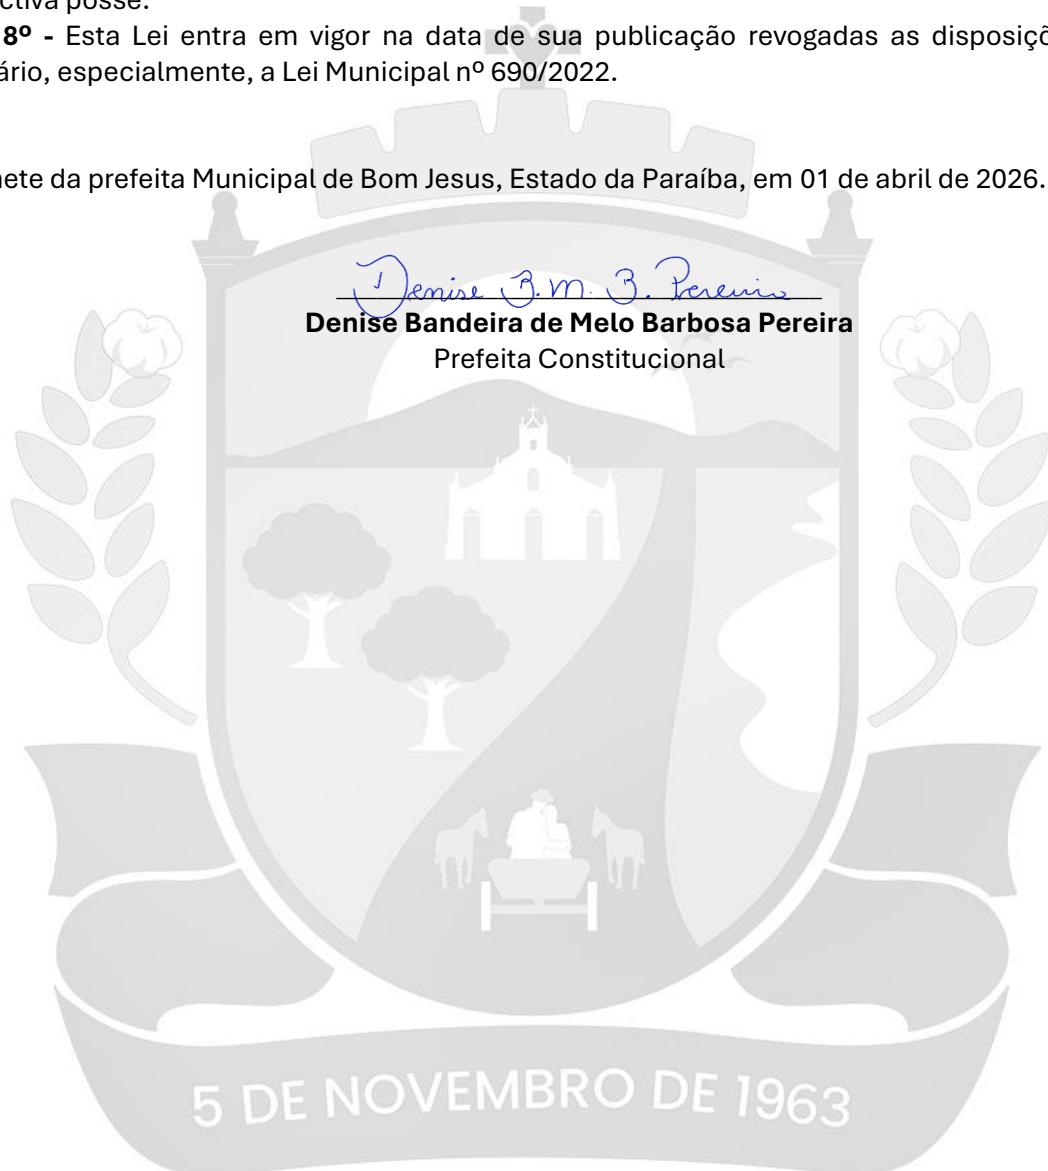 ctiva posse.
8º - Esta Lei entra em vigor na data de sua publicação revogadas as disposiçõ
ário, especialmente, a Lei Municipal nº 690/2022.
nete da prefeita Municipal de Bom Jesus, Estado da Paraíba, em 01 de abril de 2026.
Denise B. M. B. Pereira
Denise Bandeira de Melo Barbosa Pereira
Prefeita Constitucional
5 DE NOVEMBRO DE 1963